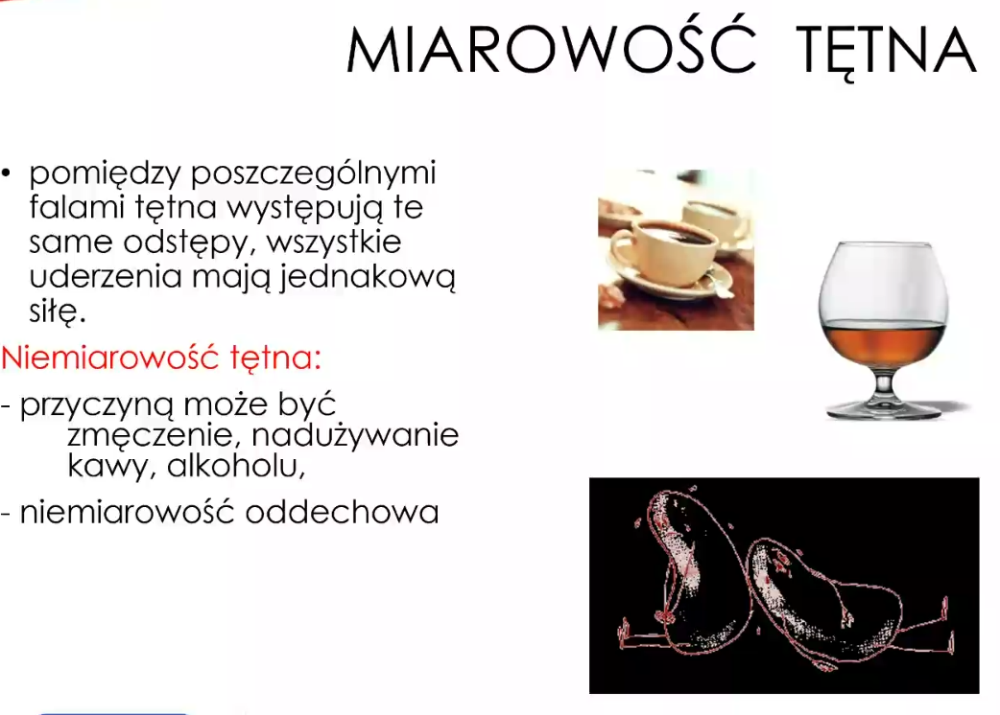 MIAROWOŚĆ TĘTNA
• pomiędzy poszczególnymi
falami tętna występują te
same odstępy, wszystkie
uderzenia mają jednakową
siłę.
Niemiarowość tętna:
- przyczyną może być
zmęczenie, nadużywanie
kawy, alkoholu,
- niemiarowość oddechowa